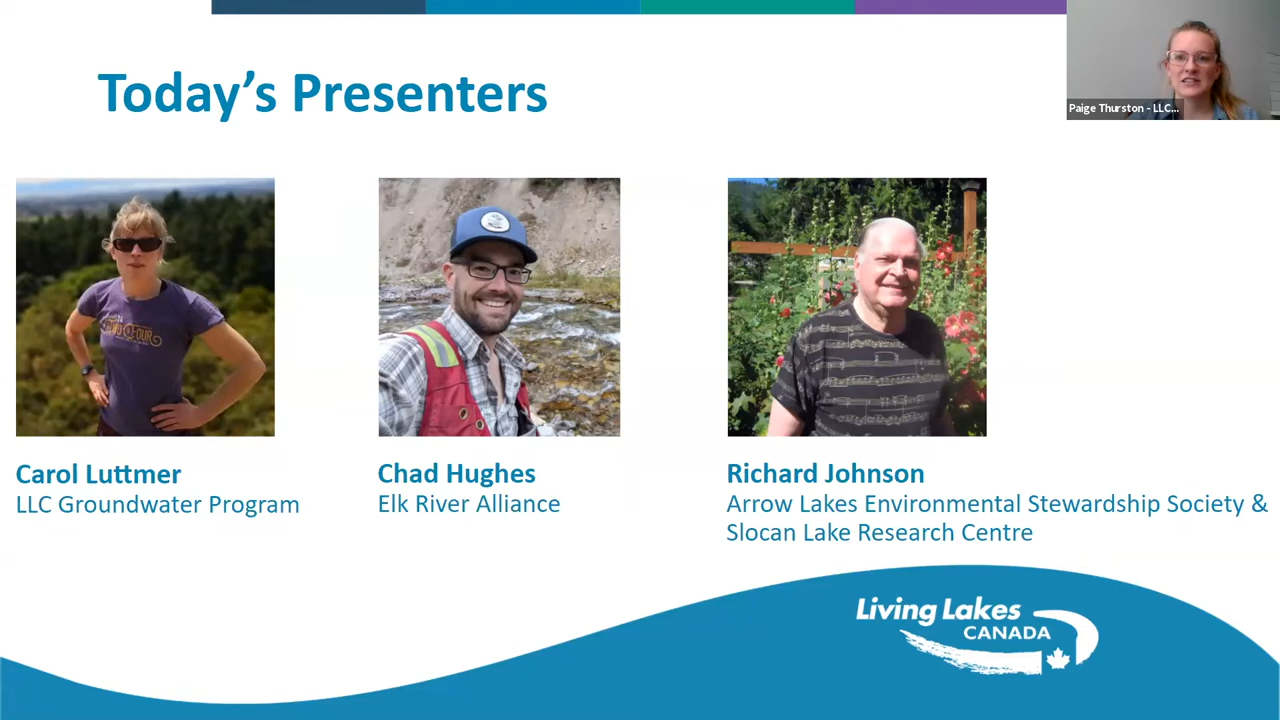 Today's Presenters
Paige Thurston - LLC...
Carol Luttmer
LLC Groundwater Program
Chad Hughes
Elk River Alliance
Richard Johnson
Arrow Lakes Environmental Stewardship Society &
Slocan Lake Research Centre
Living Lakes
CANADA